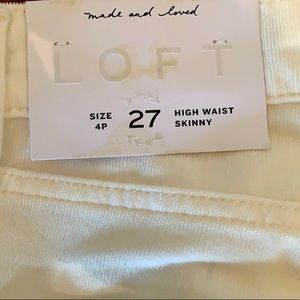 made and loved
LOFT
SIZE 4P 27 HIGH WAIST SKINNY